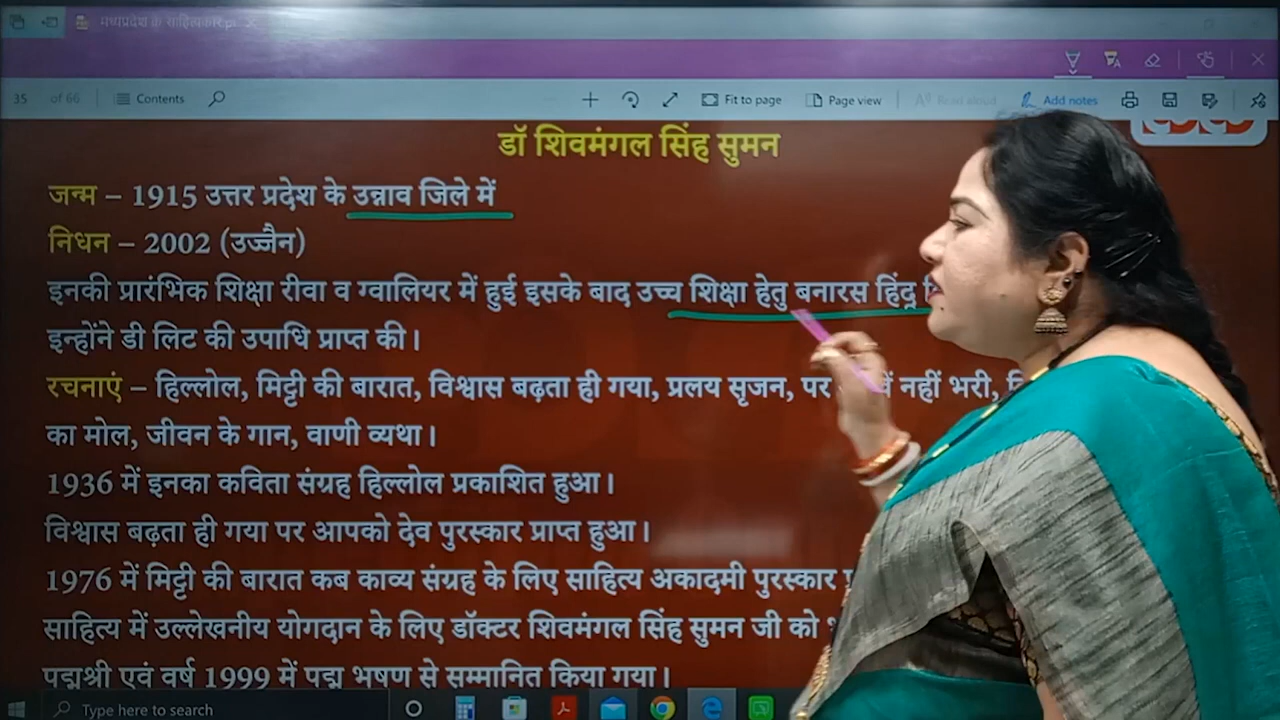 मध्यप्रदेश के साहित्यकार.p
35 of 66 Contents Fit to page Page view Read aloud Add notes
डॉ शिवमंगल सिंह सुमन
जन्म – 1915 उत्तर प्रदेश के उन्नाव जिले में
निधन – 2002 (उज्जैन)
इनकी प्रारंभिक शिक्षा रीवा व ग्वालियर में हुई इसके बाद उच्च शिक्षा हेतु बनारस हिंदू
इन्होंने डी लिट की उपाधि प्राप्त की।
रचनाएं – हिल्लोल, मिट्टी की बारात, विश्वास बढ़ता ही गया, प्रलय सृजन, पर नहीं भरी,
का मोल, जीवन के गान, वाणी व्यथा।
1936 में इनका कविता संग्रह हिल्लोल प्रकाशित हुआ।
विश्वास बढ़ता ही गया पर आपको देव पुरस्कार प्राप्त हुआ।
1976 में मिट्टी की बारात कब काव्य संग्रह के लिए साहित्य अकादमी पुरस्कार
साहित्य में उल्लेखनीय योगदान के लिए डॉक्टर शिवमंगल सिंह सुमन जी को
पद्मश्री एवं वर्ष 1999 में पद्म भूषण से सम्मानित किया गया।
Type here to search